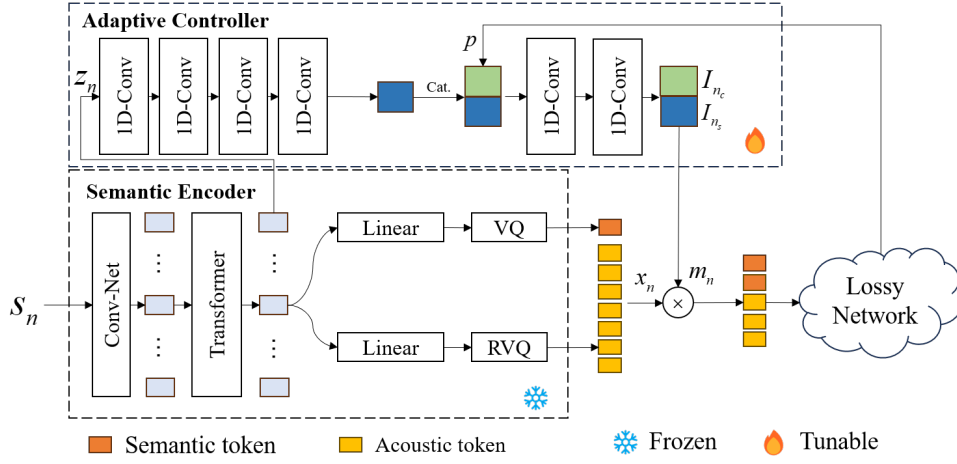 Adaptive Controller
z_n
1D-Conv
1D-Conv
1D-Conv
1D-Conv
Cat.
p
1D-Conv
1D-Conv
I_{n_c}
I_{n_s}
Semantic Encoder
S_n
Conv-Net
...
...
Transformer
...
...
Linear
VQ
Linear
RVQ
x_n
m_n
×
Lossy
Network
Semantic token
Acoustic token
Frozen
Tunable